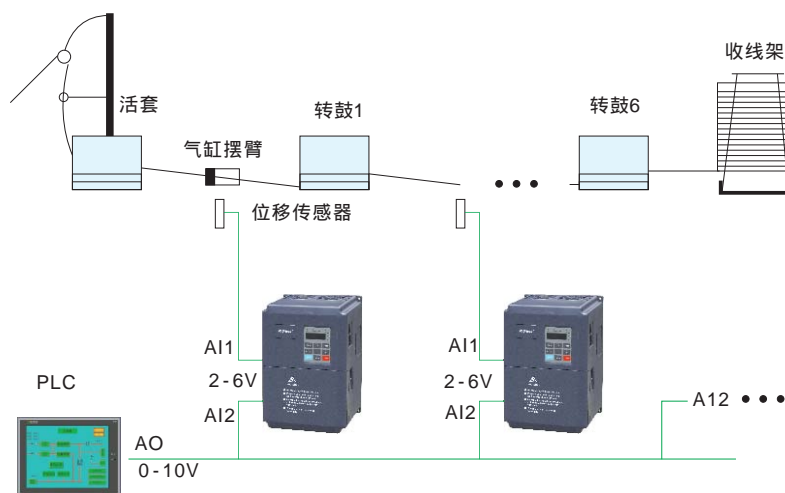 收线架
活套
转鼓1
转鼓6
气缸摆臂
位移传感器
AI1
AI1
PLC
2-6V
2-6V
AI2
AI2
A12
AO
0-10V